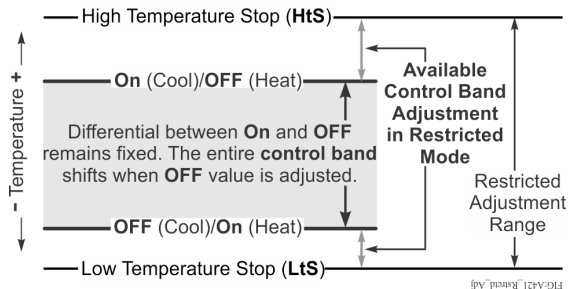 High Temperature Stop (HtS)
- Temperature +
On (Cool)/OFF (Heat)
Available
Control Band
Adjustment
in Restricted
Mode
Differential between On and OFF
remains fixed. The entire control band
shifts when OFF value is adjusted.
Restricted
Adjustment
Range
OFF (Cool)/On (Heat)
Low Temperature Stop (LtS)
FIG:A421_Rstrctd_Adj